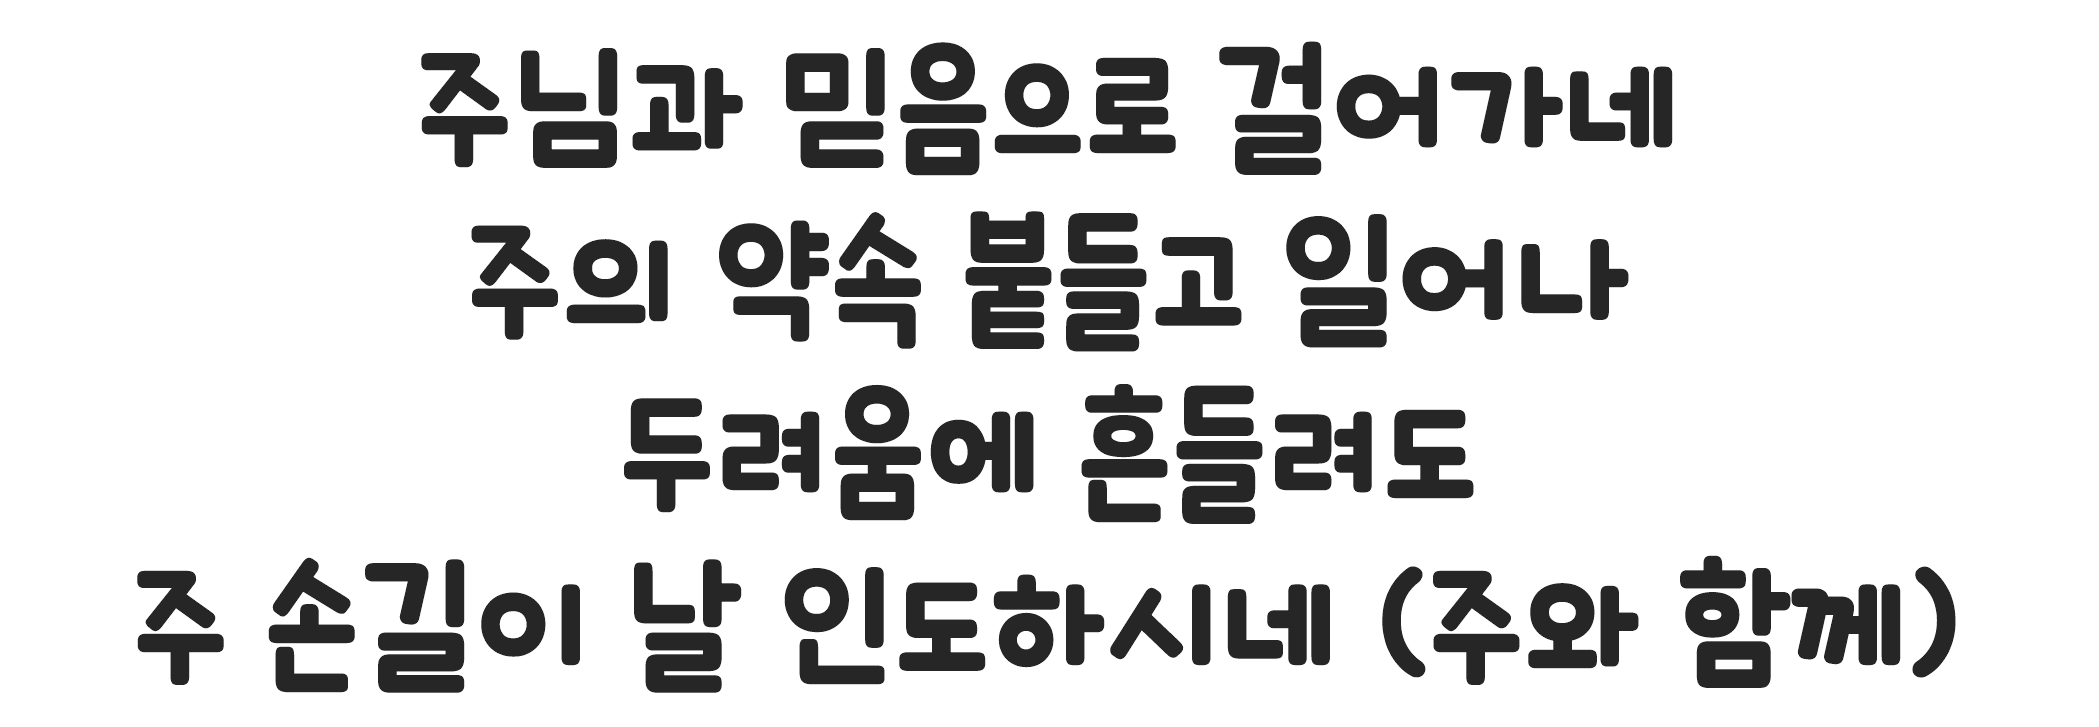 주님과 믿음으로 걸어가네
주의 약속 붙들고 일어나
두려움에 흔들려도
주 손길이 날 인도하시네 (주와 함께)